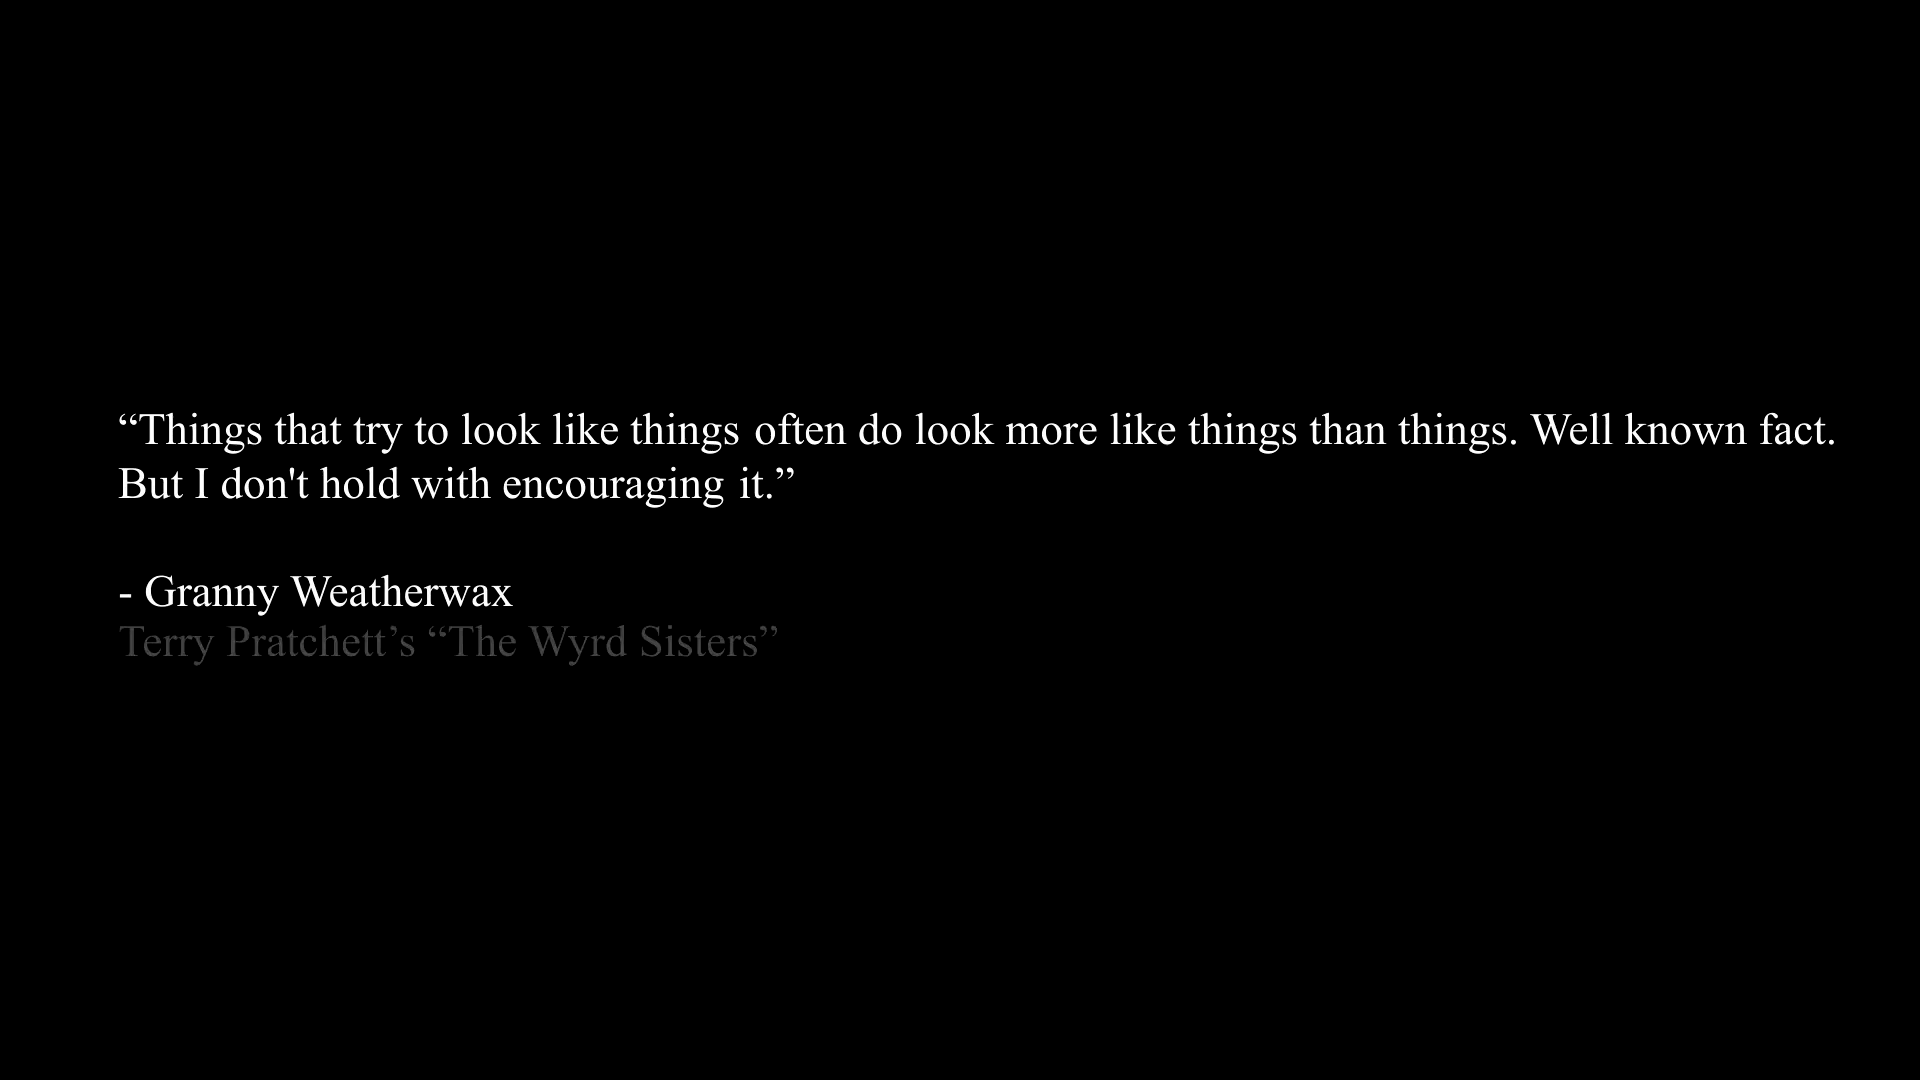 “Things that try to look like things often do look more like things than things. Well known fact.
But I don't hold with encouraging it.”
- Granny Weatherwax
Terry Pratchett’s “The Wyrd Sisters”